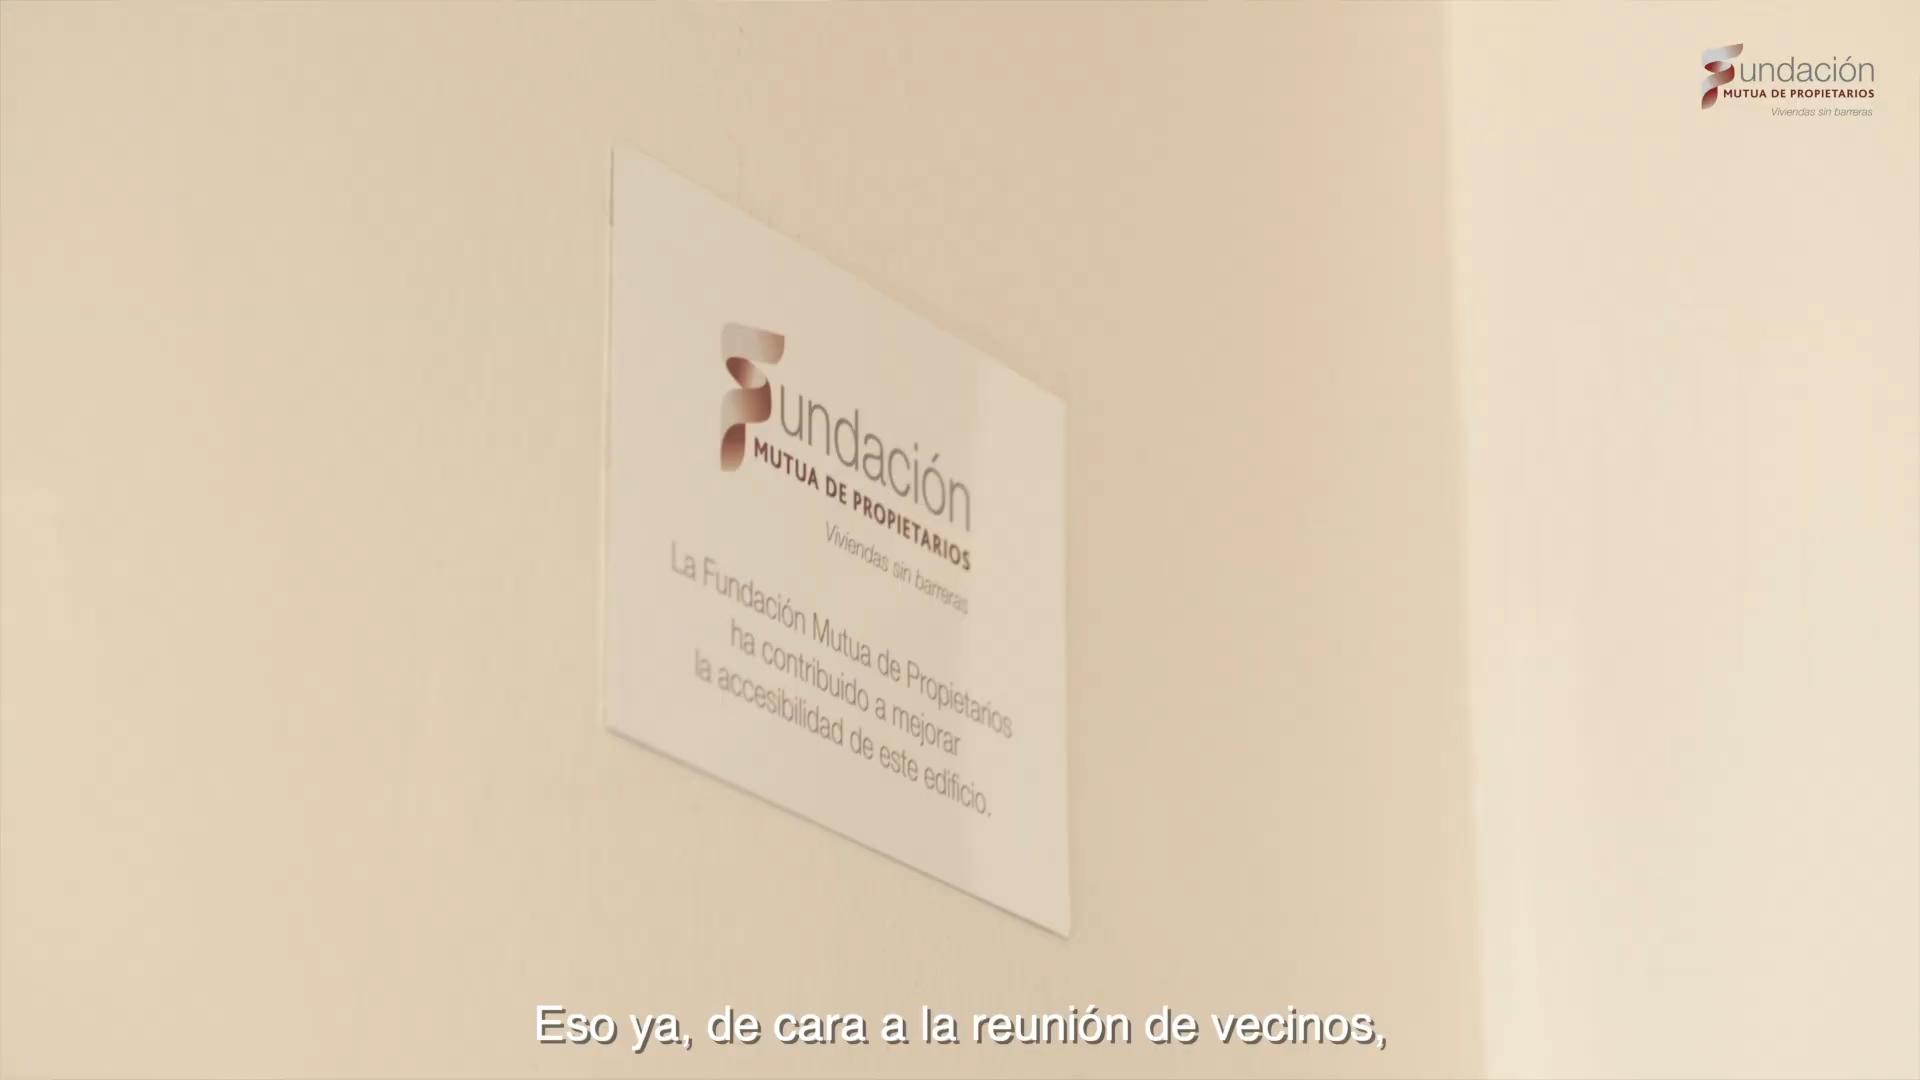 Fundación
MUTUA DE PROPIETARIOS
Viviendas sin barreras
Fundación
MUTUA DE PROPIETARIOS
Viviendas sin barreras
La Fundación Mutua de Propietarios
ha contribuido a mejorar
la accesibilidad de este edificio.
Eso ya, de cara a la reunión de vecinos,